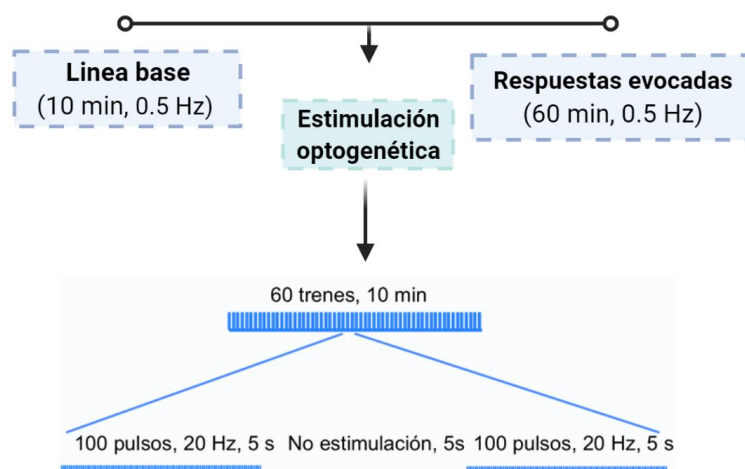 Linea base
(10 min, 0.5 Hz)
Respuestas evocadas
(60 min, 0.5 Hz)
Estimulación
optogenética
60 trenes, 10 min
100 pulsos, 20 Hz, 5 s
No estimulación, 5s
100 pulsos, 20 Hz, 5 s